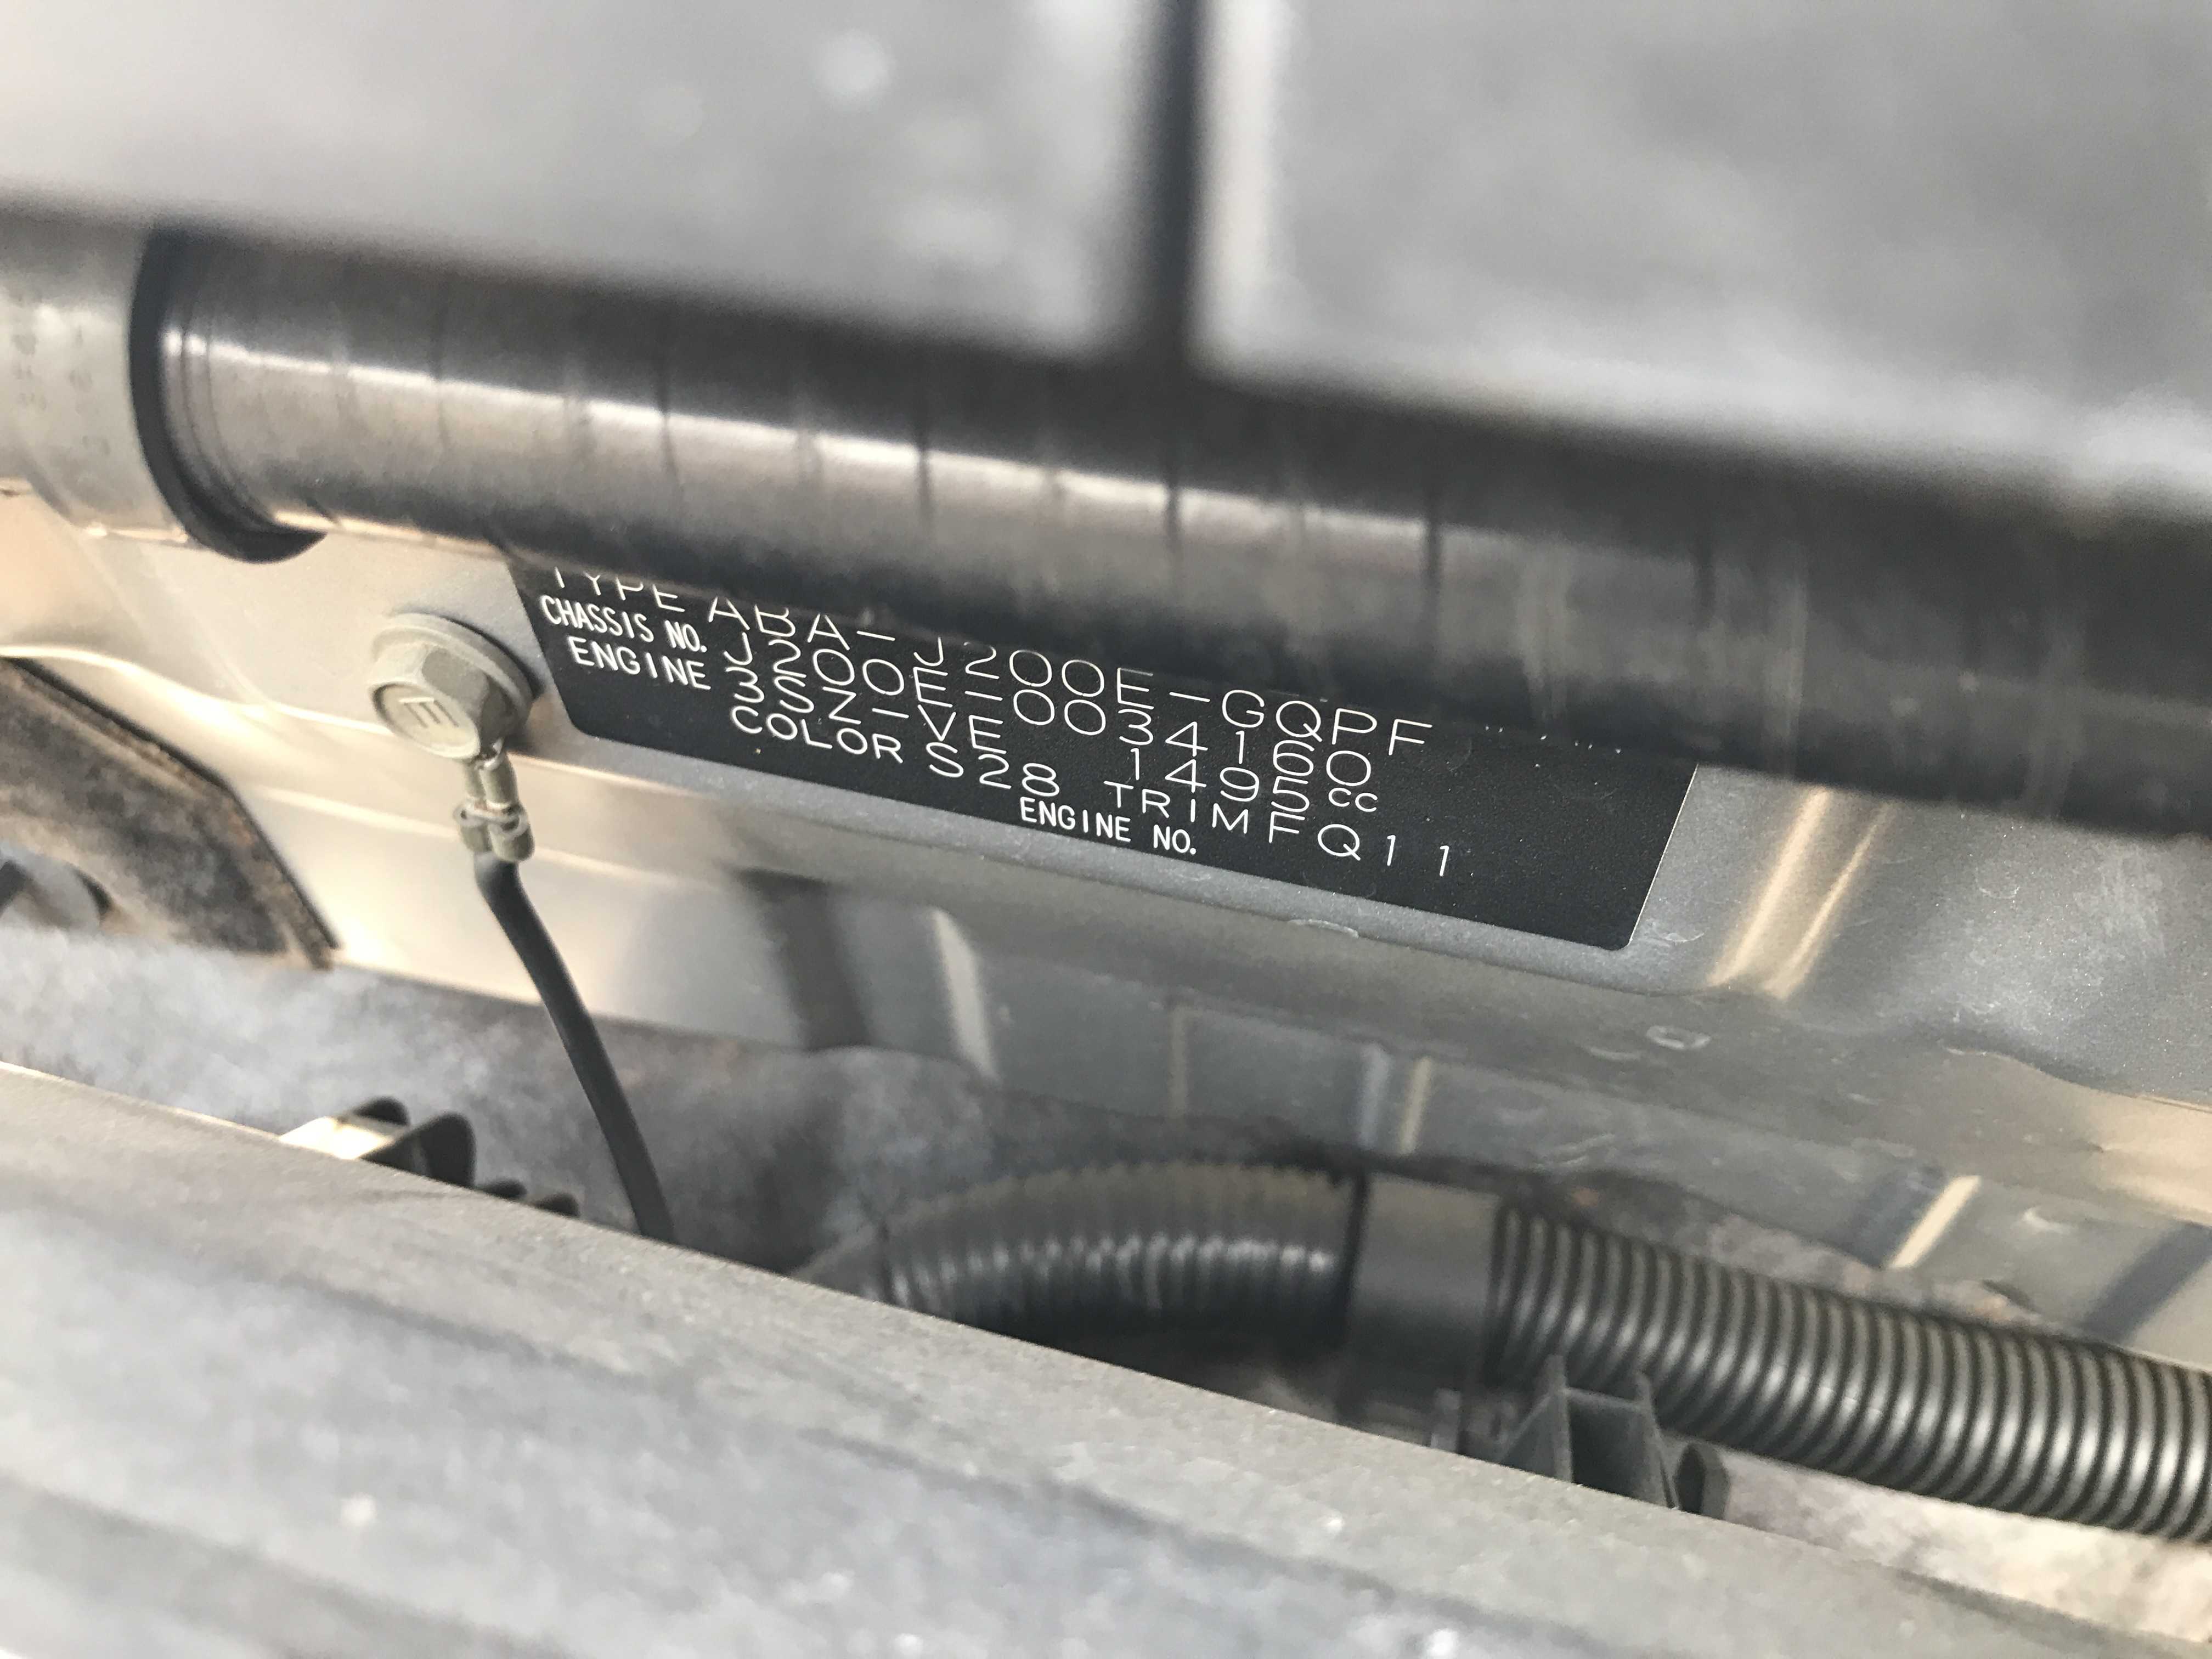 TYPE ABA-J200E-GQPF
CHASSIS NO. J200E-0034160
ENGINE 3SZ-VE 1495cc
COLOR S28 TRIM FQ11
ENGINE NO.